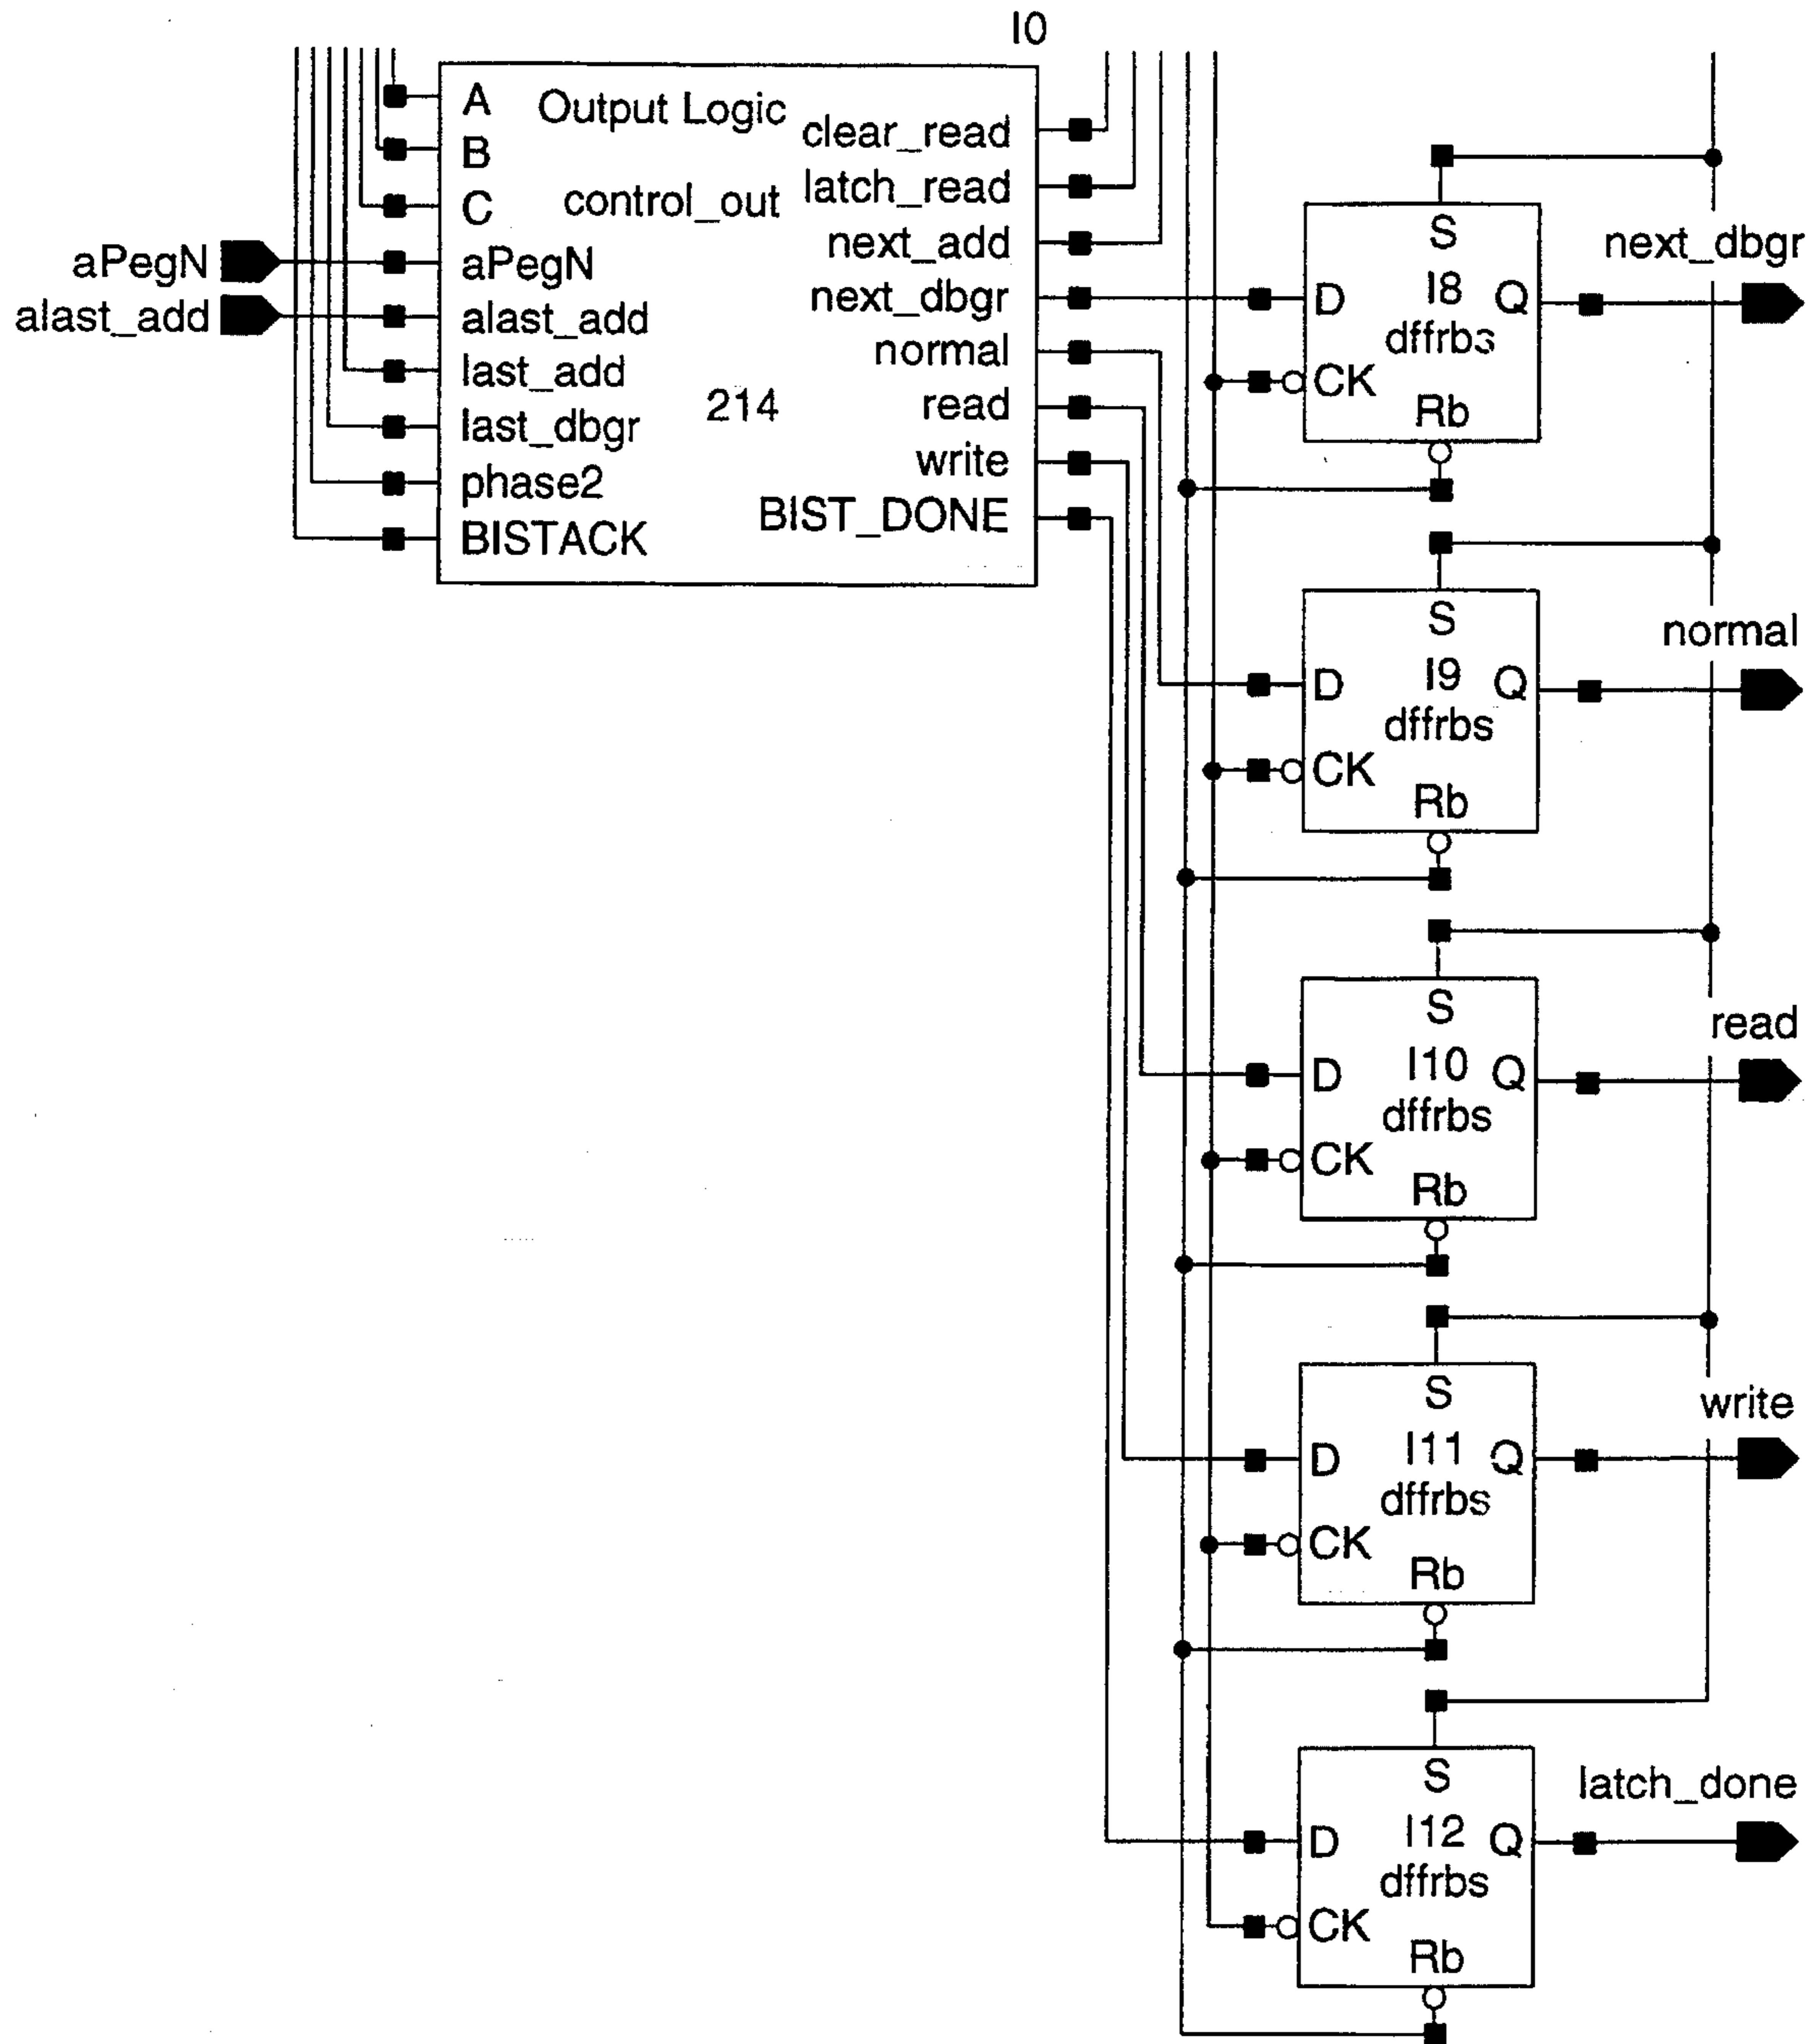 I0
A
Output Logic
clear_read
B
latch_read
C
control_out
next_add
aPegN
aPegN
next_dbgr
alast_add
alast_add
normal
last_add
214
read
last_dbgr
write
phase2
BIST_DONE
BISTACK
S
next_dbgr
D
I8
Q
dffrbs
CK
Rb
S
normal
D
I9
Q
dffrbs
CK
Rb
S
read
D
I10
Q
dffrbs
CK
Rb
S
write
D
I11
Q
dffrbs
CK
Rb
S
latch_done
D
I12
Q
dffrbs
CK
Rb